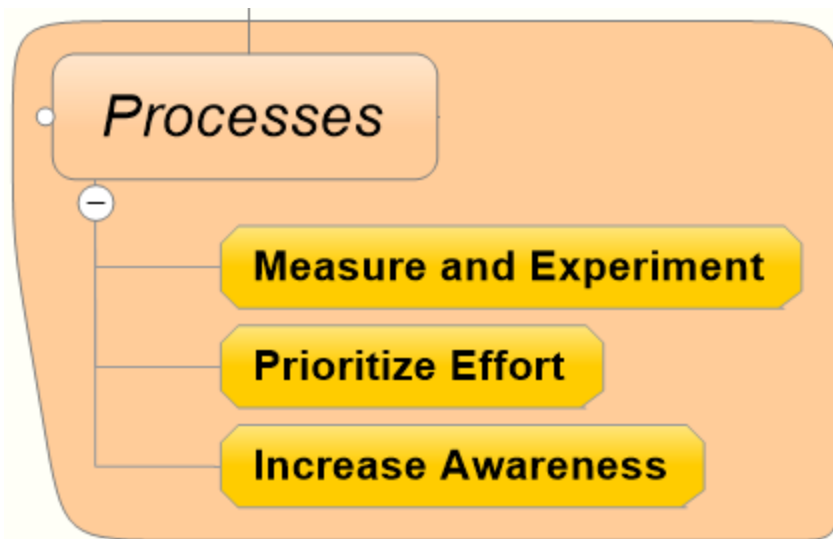 Processes
Measure and Experiment
Prioritize Effort
Increase Awareness